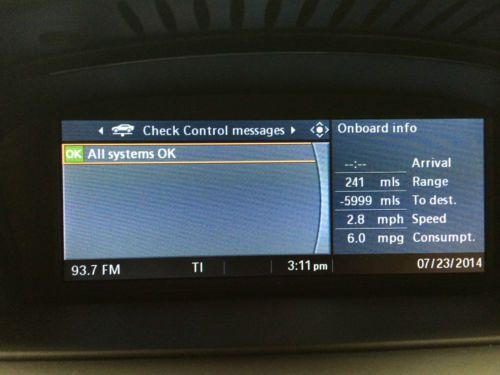 Check Control messages
OK All systems OK
Onboard info
--:-- Arrival
241 mls Range
-5999 mls To dest.
2.8 mph Speed
6.0 mpg Consumpt.
93.7 FM TI 3:11 pm 07/23/2014